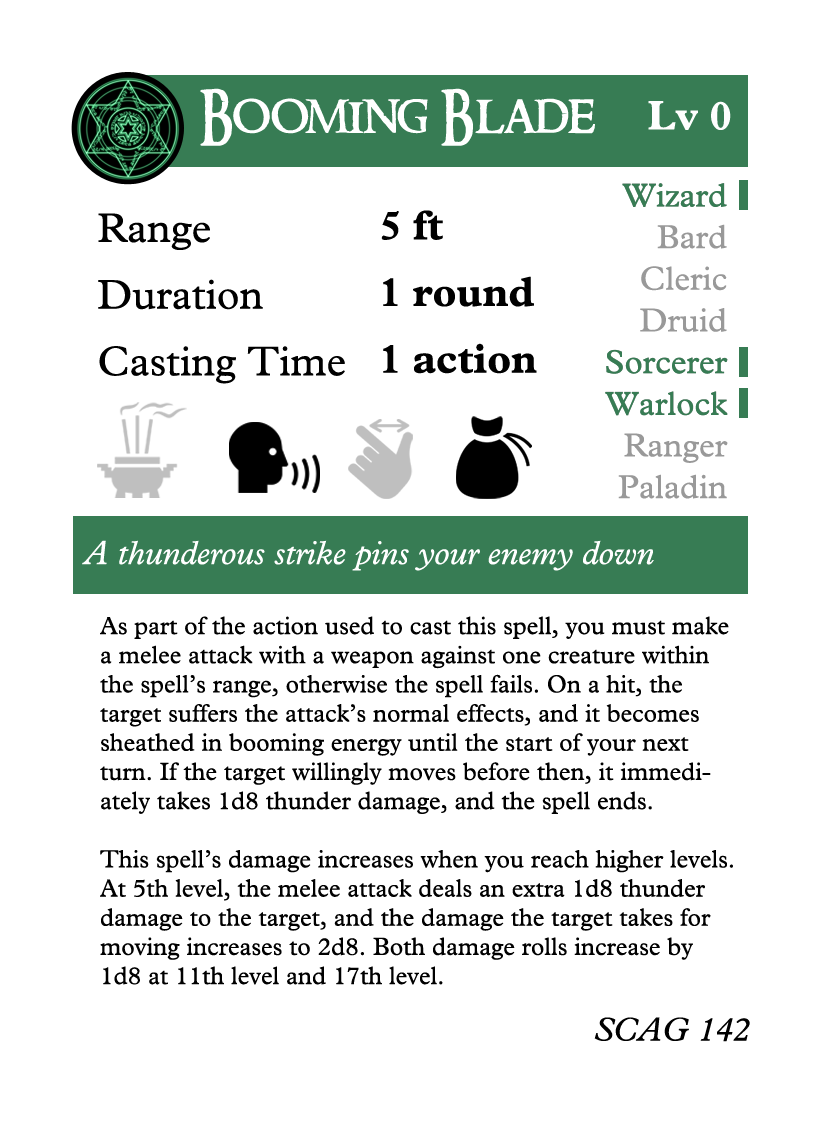 Booming Blade Lv 0
Range 5 ft
Duration 1 round
Casting Time 1 action
Wizard
Bard
Cleric
Druid
Sorcerer
Warlock
Ranger
Paladin
A thunderous strike pins your enemy down
As part of the action used to cast this spell, you must make
a melee attack with a weapon against one creature within
the spell’s range, otherwise the spell fails. On a hit, the
target suffers the attack’s normal effects, and it becomes
sheathed in booming energy until the start of your next
turn. If the target willingly moves before then, it immedi-
ately takes 1d8 thunder damage, and the spell ends.
This spell’s damage increases when you reach higher levels.
At 5th level, the melee attack deals an extra 1d8 thunder
damage to the target, and the damage the target takes for
moving increases to 2d8. Both damage rolls increase by
1d8 at 11th level and 17th level.
SCAG 142